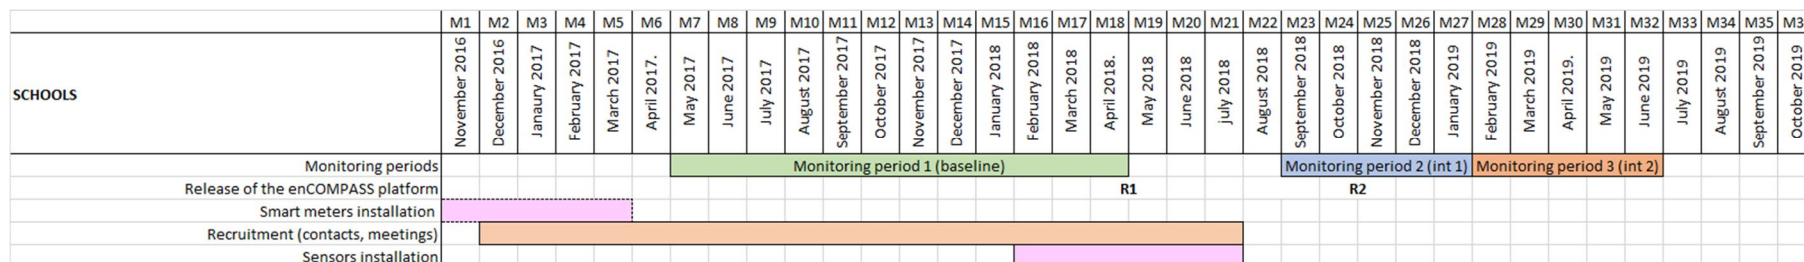 M1 M2 M3 M4 M5 M6 M7 M8 M9 M10 M11 M12 M13 M14 M15 M16 M17 M18 M19 M20 M21 M22 M23 M24 M25 M26 M27 M28 M29 M30 M31 M32 M33 M34 M35 M3
SCHOOLS
November 2016
December 2016
Janaury 2017
February 2017
March 2017
April 2017.
May 2017
June 2017
July 2017
August 2017
September 2017
October 2017
November 2017
December 2017
January 2018
February 2018
March 2018
April 2018.
May 2018
June 2018
july 2018
August 2018
September 2018
October 2018
November 2018
December 2018
January 2019
February 2019
March 2019
April 2019.
May 2019
June 2019
July 2019
August 2019
September 2019
October 2019
Monitoring periods Monitoring period 1 (baseline) Monitoring period 2 (int 1) Monitoring period 3 (int 2)
Release of the enCOMPASS platform R1 R2
Smart meters installation
Recruitment (contacts, meetings)
Sensors installation